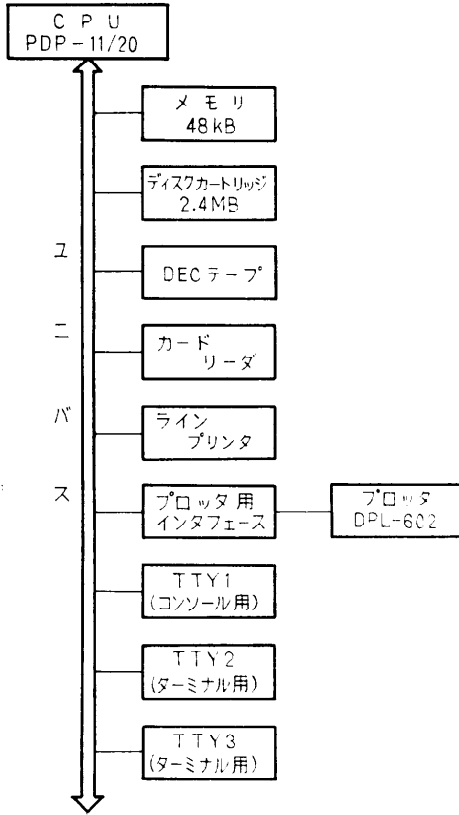 CPU
PDP-11/20
メモリ
48kB
ディスクカートリッジ
2.4MB
DECテープ
カード
リーダ
ライン
プリンタ
プロッタ用
インタフェース
プロッタ
DPL-602
TTY1
(コンソール用)
TTY2
(ターミナル用)
TTY3
(ターミナル用)
ユニバス